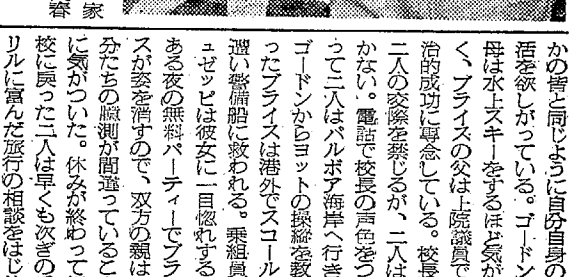 春家
かの皆と同じように自分自身の
活を欲しがっている。ゴードン
母は水上スキーをするほど気が
く、ブライスの父は上院議員で
治的成功に専念している。校長
二人の交際を禁じるが、二人は
かない。電話で校長の声色をつ
って二人はバルボア海岸へ行き
ゴードンからヨットの操縦を教
ったブライスは港外でスコール
遭い警備船に救われる。乗組員
ュゼッピは彼女に一目惚れする
ある夜の無料パーティーでブラ
スが姿を消すので、双方の親は
分たちの臆測が間違っていると
に気がついた。休みが終わって
校に戻った二人は早くも次ぎの
リルに富んだ旅行の相談をはじ